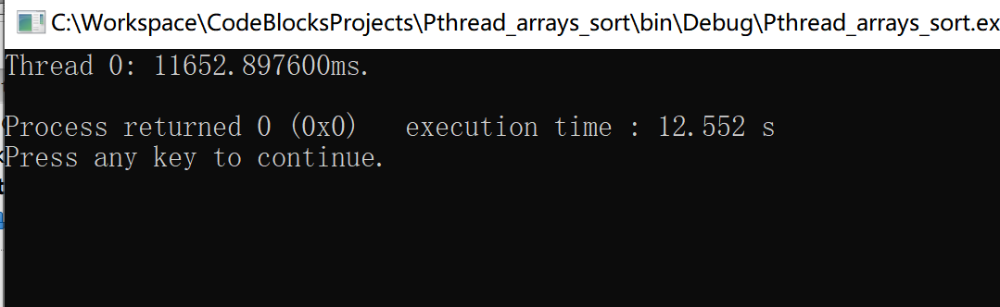 C:\Workspace\CodeBlocksProjects\Pthread_arrays_sort\bin\Debug\Pthread_arrays_sort.ex
Thread 0: 11652.897600ms.
Process returned 0 (0x0)   execution time : 12.552 s
Press any key to continue.